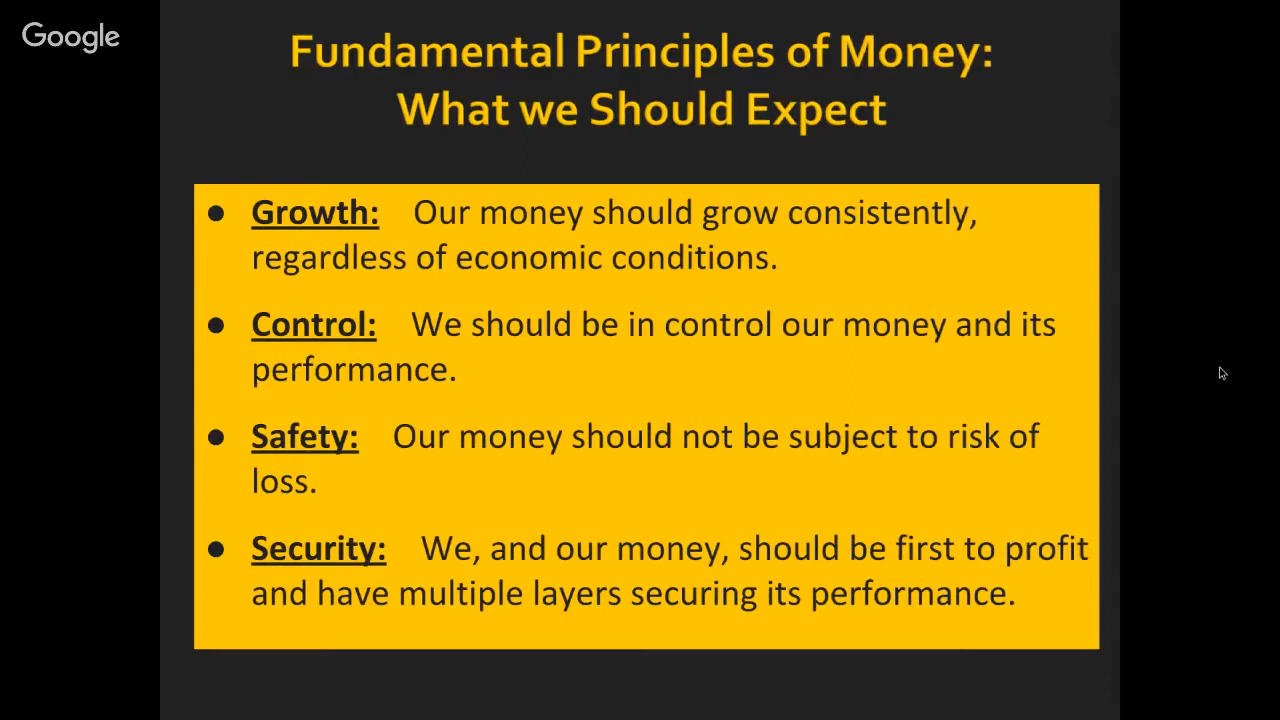 Google
Fundamental Principles of Money:
What we Should Expect
● Growth: Our money should grow consistently,
regardless of economic conditions.
● Control: We should be in control our money and its
performance.
● Safety: Our money should not be subject to risk of
loss.
● Security: We, and our money, should be first to profit
and have multiple layers securing its performance.